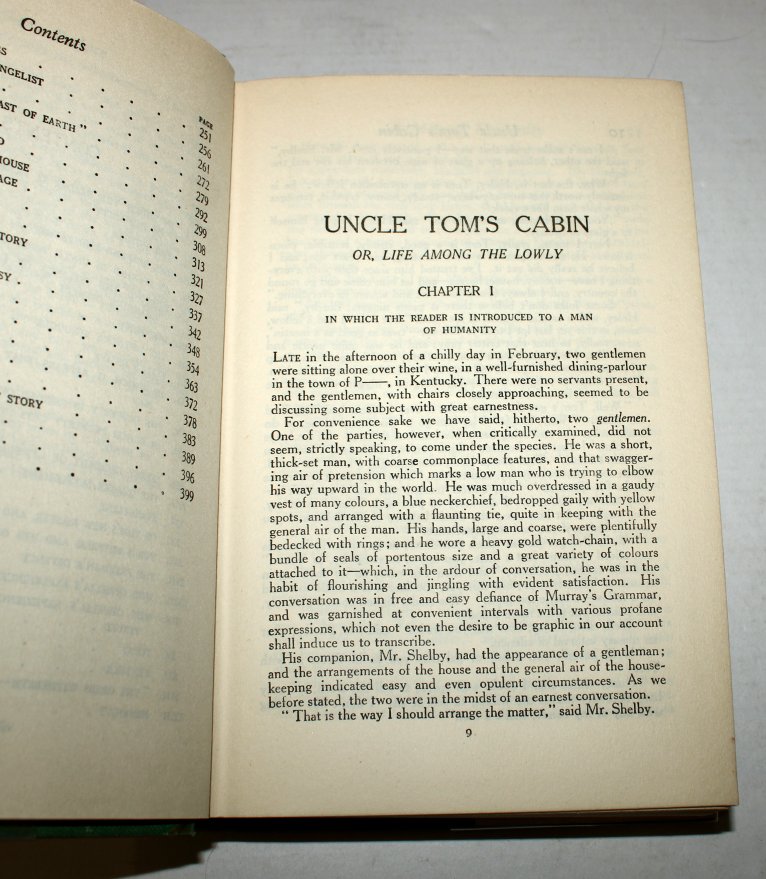 Contents
PAGE
S . . . . . 251
NGELIST . . . . . 256
. . . . . 261
AST OF EARTH" . . . . 272
. . . . . 279
HOUSE . . . . . 292
AGE . . . . . 299
. . . . . 308
. . . . . 313
TORY . . . . . 321
. . . . . 327
SY . . . . . 337
. . . . . 342
. . . . . 348
. . . . . 354
. . . . . 363
. . . . . 372
STORY . . . . . 378
. . . . . 383
. . . . . 389
. . . . . 396
. . . . . 399
UNCLE TOM'S CABIN
OR, LIFE AMONG THE LOWLY
CHAPTER I
IN WHICH THE READER IS INTRODUCED TO A MAN
OF HUMANITY
LATE in the afternoon of a chilly day in February, two gentlemen
were sitting alone over their wine, in a well-furnished dining-parlour
in the town of P——, in Kentucky. There were no servants present,
and the gentlemen, with chairs closely approaching, seemed to be
discussing some subject with great earnestness.
For convenience sake we have said, hitherto, two gentlemen.
One of the parties, however, when critically examined, did not
seem, strictly speaking, to come under the species. He was a short,
thick-set man, with coarse commonplace features, and that swagger-
ing air of pretension which marks a low man who is trying to elbow
his way upward in the world. He was much overdressed in a gaudy
vest of many colours, a blue neckerchief, bedropped gaily with yellow
spots, and arranged with a flaunting tie, quite in keeping with the
general air of the man. His hands, large and coarse, were plentifully
bedecked with rings; and he wore a heavy gold watch-chain, with a
bundle of seals of portentous size and a great variety of colours
attached to it—which, in the ardour of conversation, he was in the
habit of flourishing and jingling with evident satisfaction. His
conversation was in free and easy defiance of Murray's Grammar,
and was garnished at convenient intervals with various profane
expressions, which not even the desire to be graphic in our account
shall induce us to transcribe.
His companion, Mr. Shelby, had the appearance of a gentleman;
and the arrangements of the house and the general air of the house-
keeping indicated easy and even opulent circumstances. As we
before stated, the two were in the midst of an earnest conversation.
" That is the way I should arrange the matter," said Mr. Shelby.
9